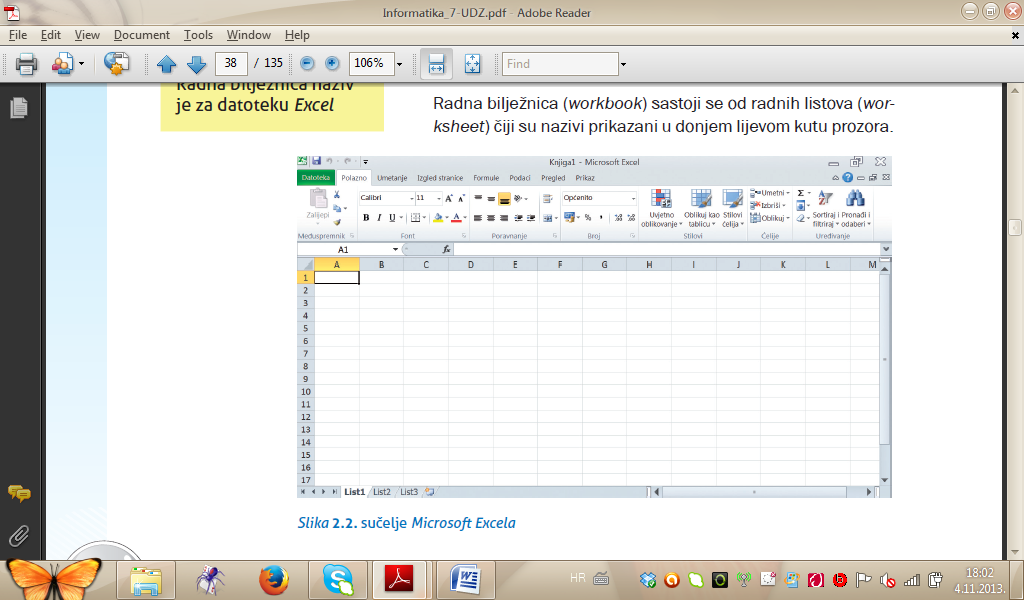 Informatika_7-UDZ.pdf - Adobe Reader
File Edit View Document Tools Window Help
38 / 135 106% Find
Radna bilježnica naziv
je za datoteku Excel
Radna bilježnica (workbook) sastoji se od radnih listova (wor-
ksheet) čiji su nazivi prikazani u donjem lijevom kutu prozora.
Knjiga1 - Microsoft Excel
Datoteka Polazno Umetanje Izgled stranice Formule Podaci Pregled Prikaz
Zalijepi
Calibri 11
B I U
Općenito
% ,
Uvjetno oblikovanje
Oblikuj kao tablicu
Stilovi ćelija
Umetni
Izbriši
Oblikuj
Sortiraj i filtriraj
Pronađi i odaberi
Međuspremnik Font Poravnanje Broj Stilovi Ćelije Uređivanje
A1 fx
A B C D E F G H I J K L M
1
2
3
4
5
6
7
8
9
10
11
12
13
14
15
16
17
List1 List2 List3
Slika 2.2. sučelje Microsoft Excela
HR
18:02
4.11.2013.